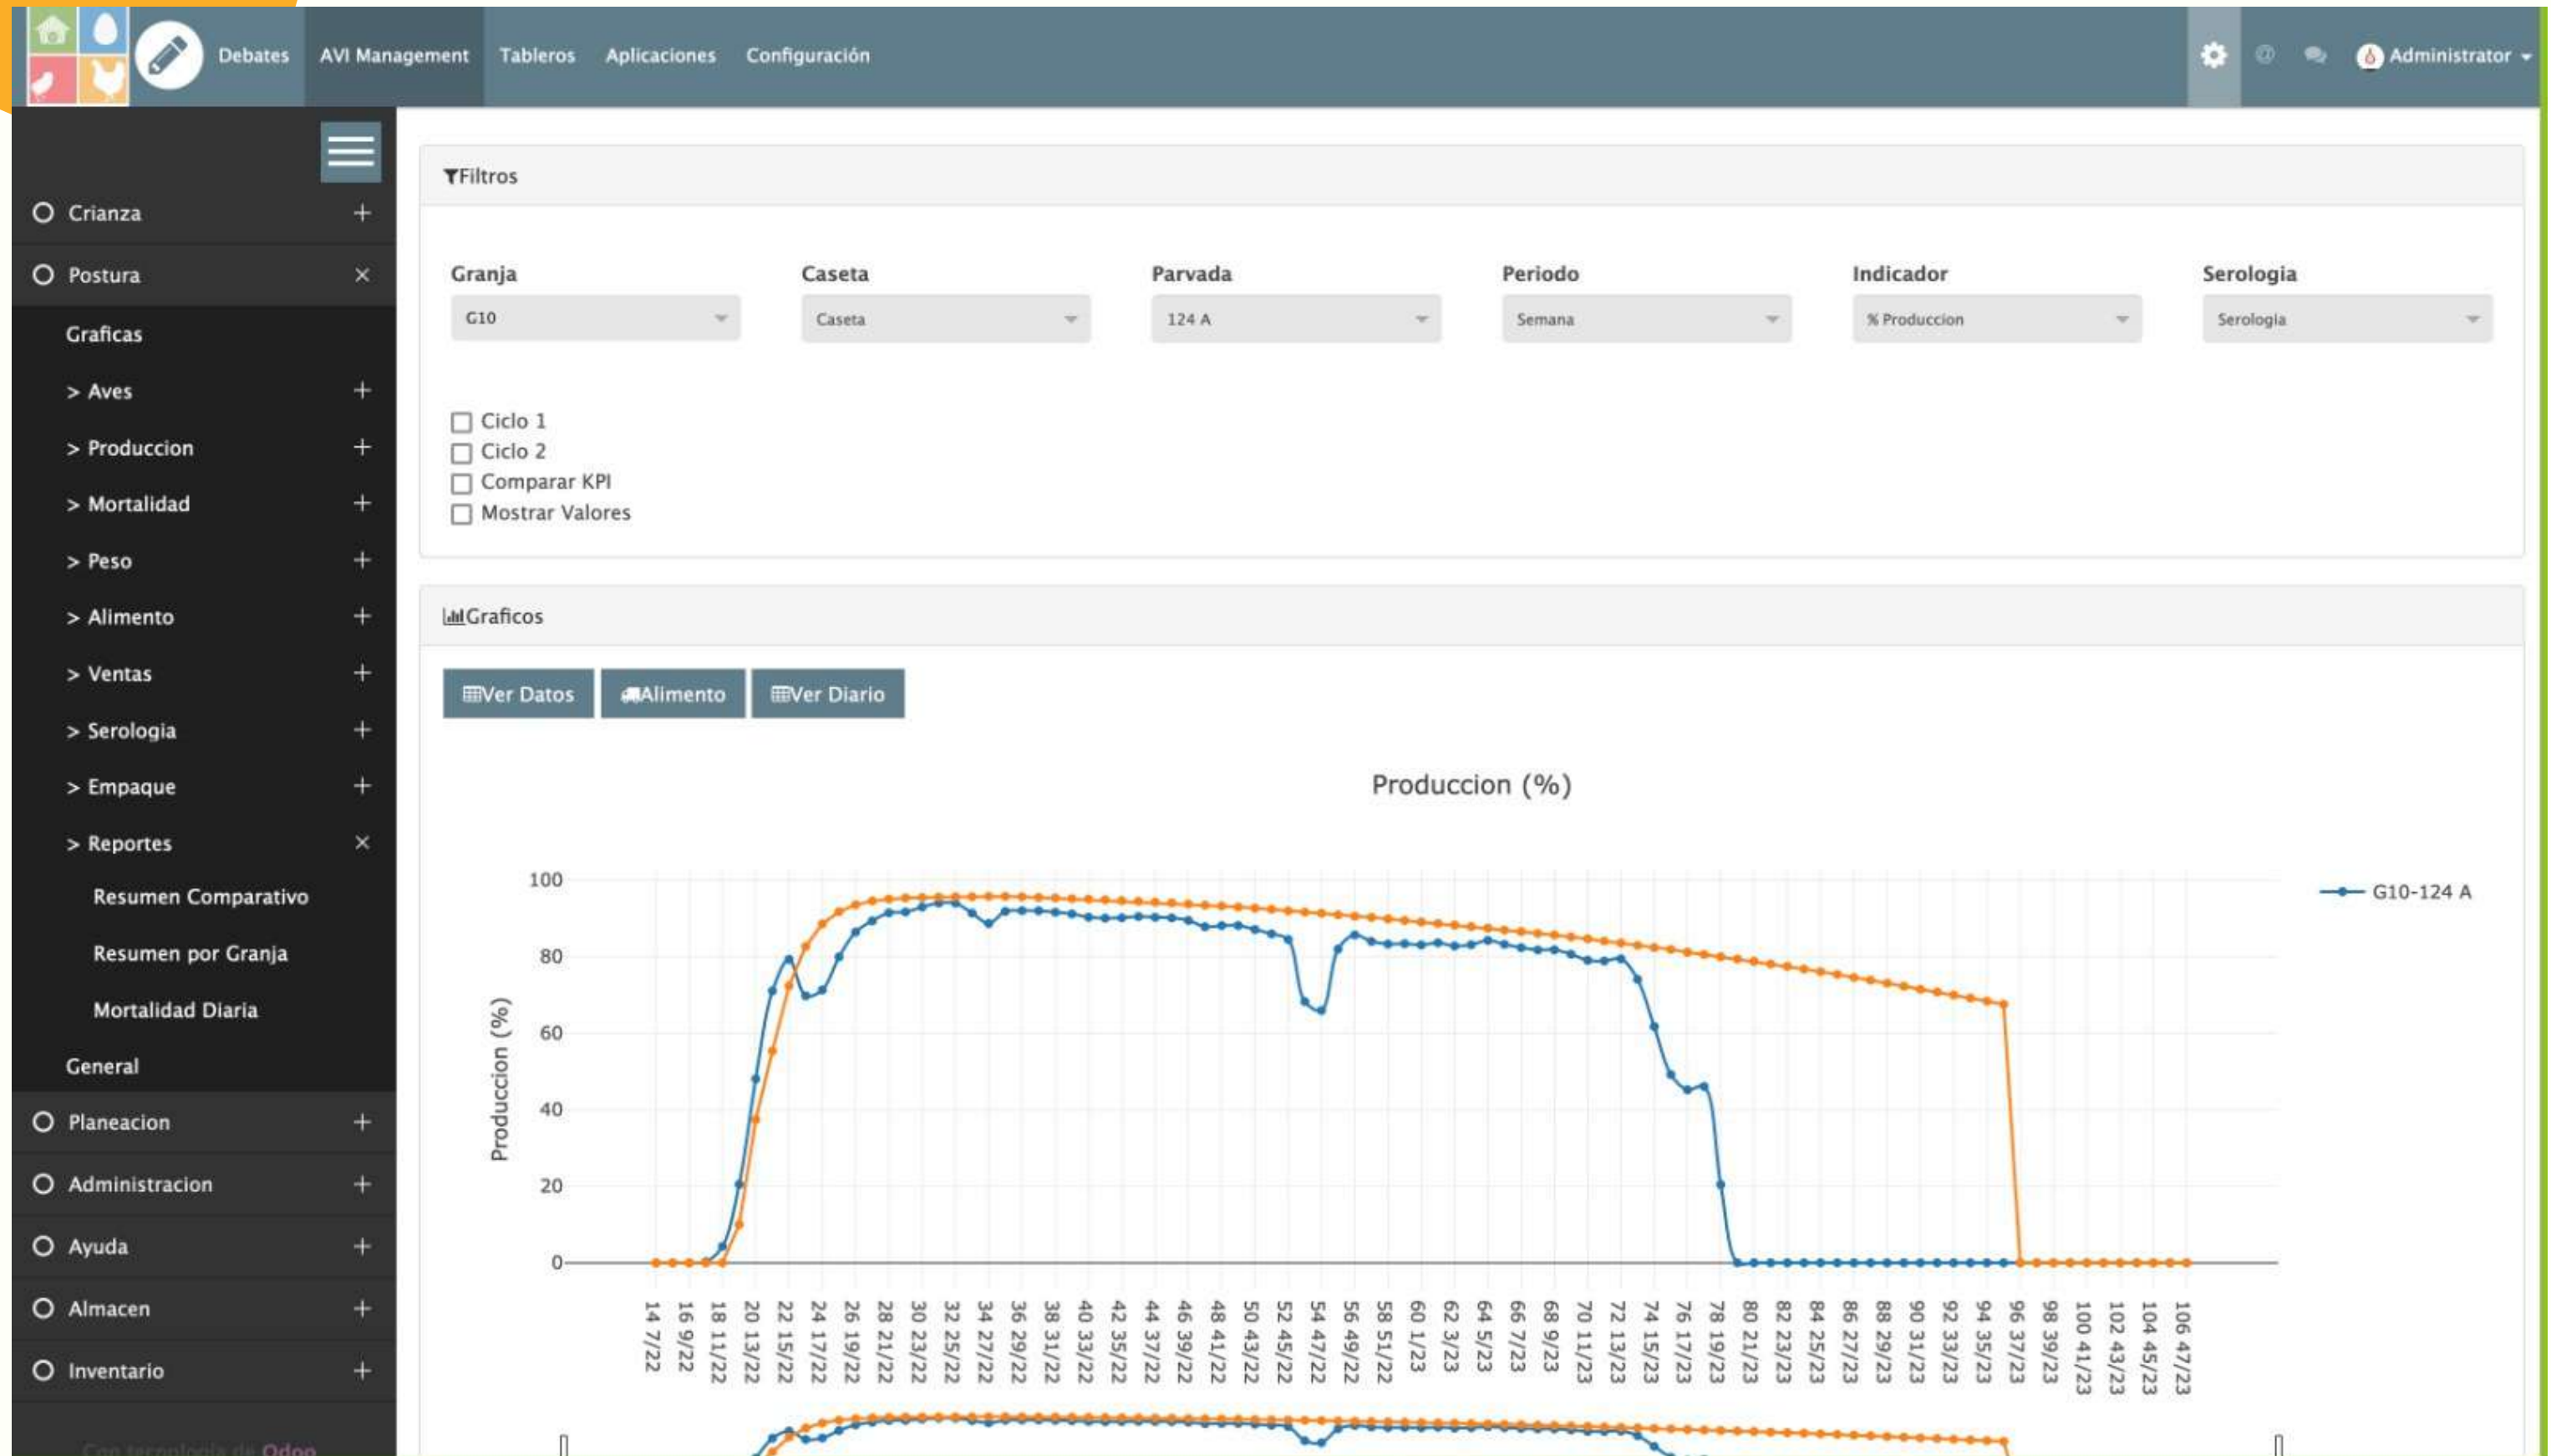 Debates AVI Management Tableros Aplicaciones Configuración @ Administrator
Crianza
Postura
Graficas
> Aves
> Produccion
> Mortalidad
> Peso
> Alimento
> Ventas
> Serologia
> Empaque
> Reportes
Resumen Comparativo
Resumen por Granja
Mortalidad Diaria
General
Planeacion
Administracion
Ayuda
Almacen
Inventario
Con tecnología de Odoo
Filtros
Granja Caseta Parvada Periodo Indicador Serologia
G10 Caseta 124 A Semana % Produccion Serologia
Ciclo 1
Ciclo 2
Comparar KPI
Mostrar Valores
Graficos
Ver Datos Alimento Ver Diario
Produccion (%)
G10-124 A
Produccion (%)
100
80
60
40
20
0
14 7/22
16 9/22
18 11/22
20 13/22
22 15/22
24 17/22
26 19/22
28 21/22
30 23/22
32 25/22
34 27/22
36 29/22
38 31/22
40 33/22
42 35/22
44 37/22
46 39/22
48 41/22
50 43/22
52 45/22
54 47/22
56 49/22
58 51/22
60 1/23
62 3/23
64 5/23
66 7/23
68 9/23
70 11/23
72 13/23
74 15/23
76 17/23
78 19/23
80 21/23
82 23/23
84 25/23
86 27/23
88 29/23
90 31/23
92 33/23
94 35/23
96 37/23
98 39/23
100 41/23
102 43/23
104 45/23
106 47/23